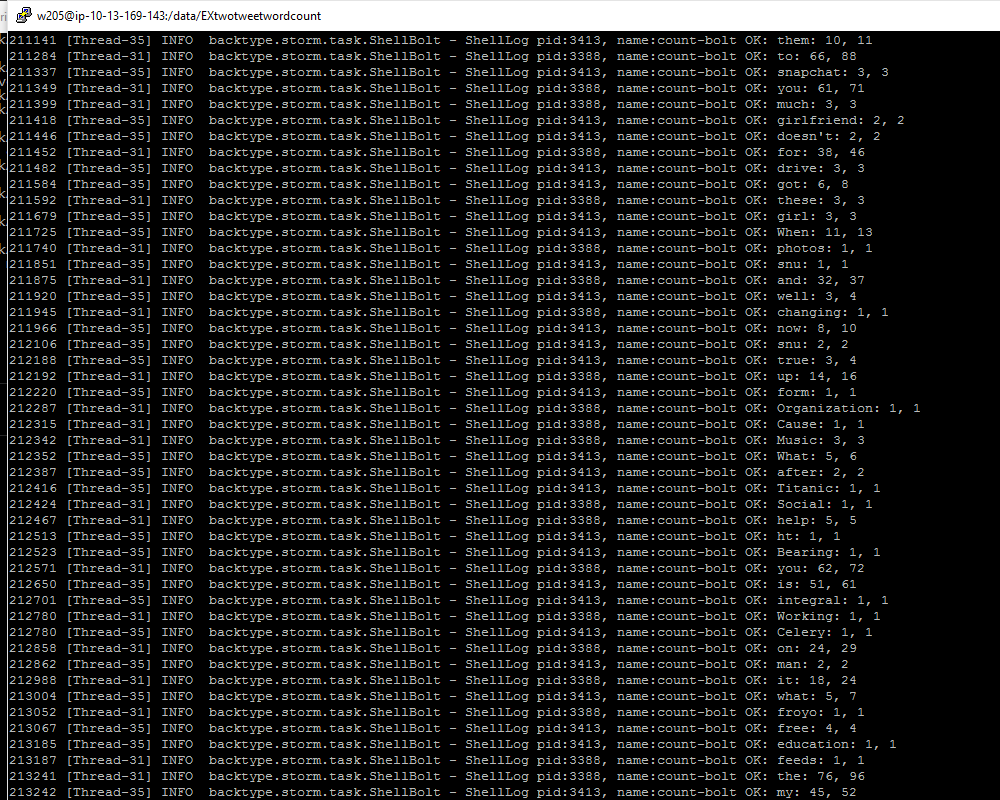 w205@ip-10-13-169-143:/data/EXtwotweetwordcount
211141 [Thread-35] INFO  backtype.storm.task.ShellBolt - ShellLog pid:3413, name:count-bolt OK: them: 10, 11
211284 [Thread-31] INFO  backtype.storm.task.ShellBolt - ShellLog pid:3388, name:count-bolt OK: to: 66, 88
211337 [Thread-35] INFO  backtype.storm.task.ShellBolt - ShellLog pid:3413, name:count-bolt OK: snapchat: 3, 3
211349 [Thread-31] INFO  backtype.storm.task.ShellBolt - ShellLog pid:3388, name:count-bolt OK: you: 61, 71
211399 [Thread-31] INFO  backtype.storm.task.ShellBolt - ShellLog pid:3388, name:count-bolt OK: much: 3, 3
211418 [Thread-35] INFO  backtype.storm.task.ShellBolt - ShellLog pid:3413, name:count-bolt OK: girlfriend: 2, 2
211446 [Thread-35] INFO  backtype.storm.task.ShellBolt - ShellLog pid:3413, name:count-bolt OK: doesn't: 2, 2
211452 [Thread-31] INFO  backtype.storm.task.ShellBolt - ShellLog pid:3388, name:count-bolt OK: for: 38, 46
211482 [Thread-35] INFO  backtype.storm.task.ShellBolt - ShellLog pid:3413, name:count-bolt OK: drive: 3, 3
211584 [Thread-35] INFO  backtype.storm.task.ShellBolt - ShellLog pid:3413, name:count-bolt OK: got: 6, 8
211592 [Thread-31] INFO  backtype.storm.task.ShellBolt - ShellLog pid:3388, name:count-bolt OK: these: 3, 3
211679 [Thread-35] INFO  backtype.storm.task.ShellBolt - ShellLog pid:3413, name:count-bolt OK: girl: 3, 3
211725 [Thread-35] INFO  backtype.storm.task.ShellBolt - ShellLog pid:3413, name:count-bolt OK: When: 11, 13
211740 [Thread-31] INFO  backtype.storm.task.ShellBolt - ShellLog pid:3388, name:count-bolt OK: photos: 1, 1
211851 [Thread-35] INFO  backtype.storm.task.ShellBolt - ShellLog pid:3413, name:count-bolt OK: snu: 1, 1
211875 [Thread-31] INFO  backtype.storm.task.ShellBolt - ShellLog pid:3388, name:count-bolt OK: and: 32, 37
211920 [Thread-35] INFO  backtype.storm.task.ShellBolt - ShellLog pid:3413, name:count-bolt OK: well: 3, 4
211945 [Thread-31] INFO  backtype.storm.task.ShellBolt - ShellLog pid:3388, name:count-bolt OK: changing: 1, 1
211966 [Thread-35] INFO  backtype.storm.task.ShellBolt - ShellLog pid:3413, name:count-bolt OK: now: 8, 10
212106 [Thread-35] INFO  backtype.storm.task.ShellBolt - ShellLog pid:3413, name:count-bolt OK: snu: 2, 2
212188 [Thread-35] INFO  backtype.storm.task.ShellBolt - ShellLog pid:3413, name:count-bolt OK: true: 3, 4
212192 [Thread-31] INFO  backtype.storm.task.ShellBolt - ShellLog pid:3388, name:count-bolt OK: up: 14, 16
212220 [Thread-35] INFO  backtype.storm.task.ShellBolt - ShellLog pid:3413, name:count-bolt OK: form: 1, 1
212287 [Thread-31] INFO  backtype.storm.task.ShellBolt - ShellLog pid:3388, name:count-bolt OK: Organization: 1, 1
212315 [Thread-31] INFO  backtype.storm.task.ShellBolt - ShellLog pid:3388, name:count-bolt OK: Cause: 1, 1
212342 [Thread-31] INFO  backtype.storm.task.ShellBolt - ShellLog pid:3388, name:count-bolt OK: Music: 3, 3
212352 [Thread-35] INFO  backtype.storm.task.ShellBolt - ShellLog pid:3413, name:count-bolt OK: What: 5, 6
212387 [Thread-35] INFO  backtype.storm.task.ShellBolt - ShellLog pid:3413, name:count-bolt OK: after: 2, 2
212416 [Thread-35] INFO  backtype.storm.task.ShellBolt - ShellLog pid:3413, name:count-bolt OK: Titanic: 1, 1
212424 [Thread-31] INFO  backtype.storm.task.ShellBolt - ShellLog pid:3388, name:count-bolt OK: Social: 1, 1
212467 [Thread-31] INFO  backtype.storm.task.ShellBolt - ShellLog pid:3388, name:count-bolt OK: help: 5, 5
212513 [Thread-35] INFO  backtype.storm.task.ShellBolt - ShellLog pid:3413, name:count-bolt OK: ht: 1, 1
212523 [Thread-35] INFO  backtype.storm.task.ShellBolt - ShellLog pid:3413, name:count-bolt OK: Bearing: 1, 1
212571 [Thread-31] INFO  backtype.storm.task.ShellBolt - ShellLog pid:3388, name:count-bolt OK: you: 62, 72
212650 [Thread-35] INFO  backtype.storm.task.ShellBolt - ShellLog pid:3413, name:count-bolt OK: is: 51, 61
212701 [Thread-35] INFO  backtype.storm.task.ShellBolt - ShellLog pid:3413, name:count-bolt OK: integral: 1, 1
212780 [Thread-31] INFO  backtype.storm.task.ShellBolt - ShellLog pid:3388, name:count-bolt OK: Working: 1, 1
212780 [Thread-35] INFO  backtype.storm.task.ShellBolt - ShellLog pid:3413, name:count-bolt OK: Celery: 1, 1
212858 [Thread-31] INFO  backtype.storm.task.ShellBolt - ShellLog pid:3388, name:count-bolt OK: on: 24, 29
212862 [Thread-35] INFO  backtype.storm.task.ShellBolt - ShellLog pid:3413, name:count-bolt OK: man: 2, 2
212988 [Thread-31] INFO  backtype.storm.task.ShellBolt - ShellLog pid:3388, name:count-bolt OK: it: 18, 24
213004 [Thread-35] INFO  backtype.storm.task.ShellBolt - ShellLog pid:3413, name:count-bolt OK: what: 5, 7
213052 [Thread-31] INFO  backtype.storm.task.ShellBolt - ShellLog pid:3388, name:count-bolt OK: froyo: 1, 1
213067 [Thread-35] INFO  backtype.storm.task.ShellBolt - ShellLog pid:3413, name:count-bolt OK: free: 4, 4
213185 [Thread-35] INFO  backtype.storm.task.ShellBolt - ShellLog pid:3413, name:count-bolt OK: education: 1, 1
213187 [Thread-31] INFO  backtype.storm.task.ShellBolt - ShellLog pid:3388, name:count-bolt OK: feeds: 1, 1
213241 [Thread-31] INFO  backtype.storm.task.ShellBolt - ShellLog pid:3388, name:count-bolt OK: the: 76, 96
213242 [Thread-35] INFO  backtype.storm.task.ShellBolt - ShellLog pid:3413, name:count-bolt OK: my: 45, 52